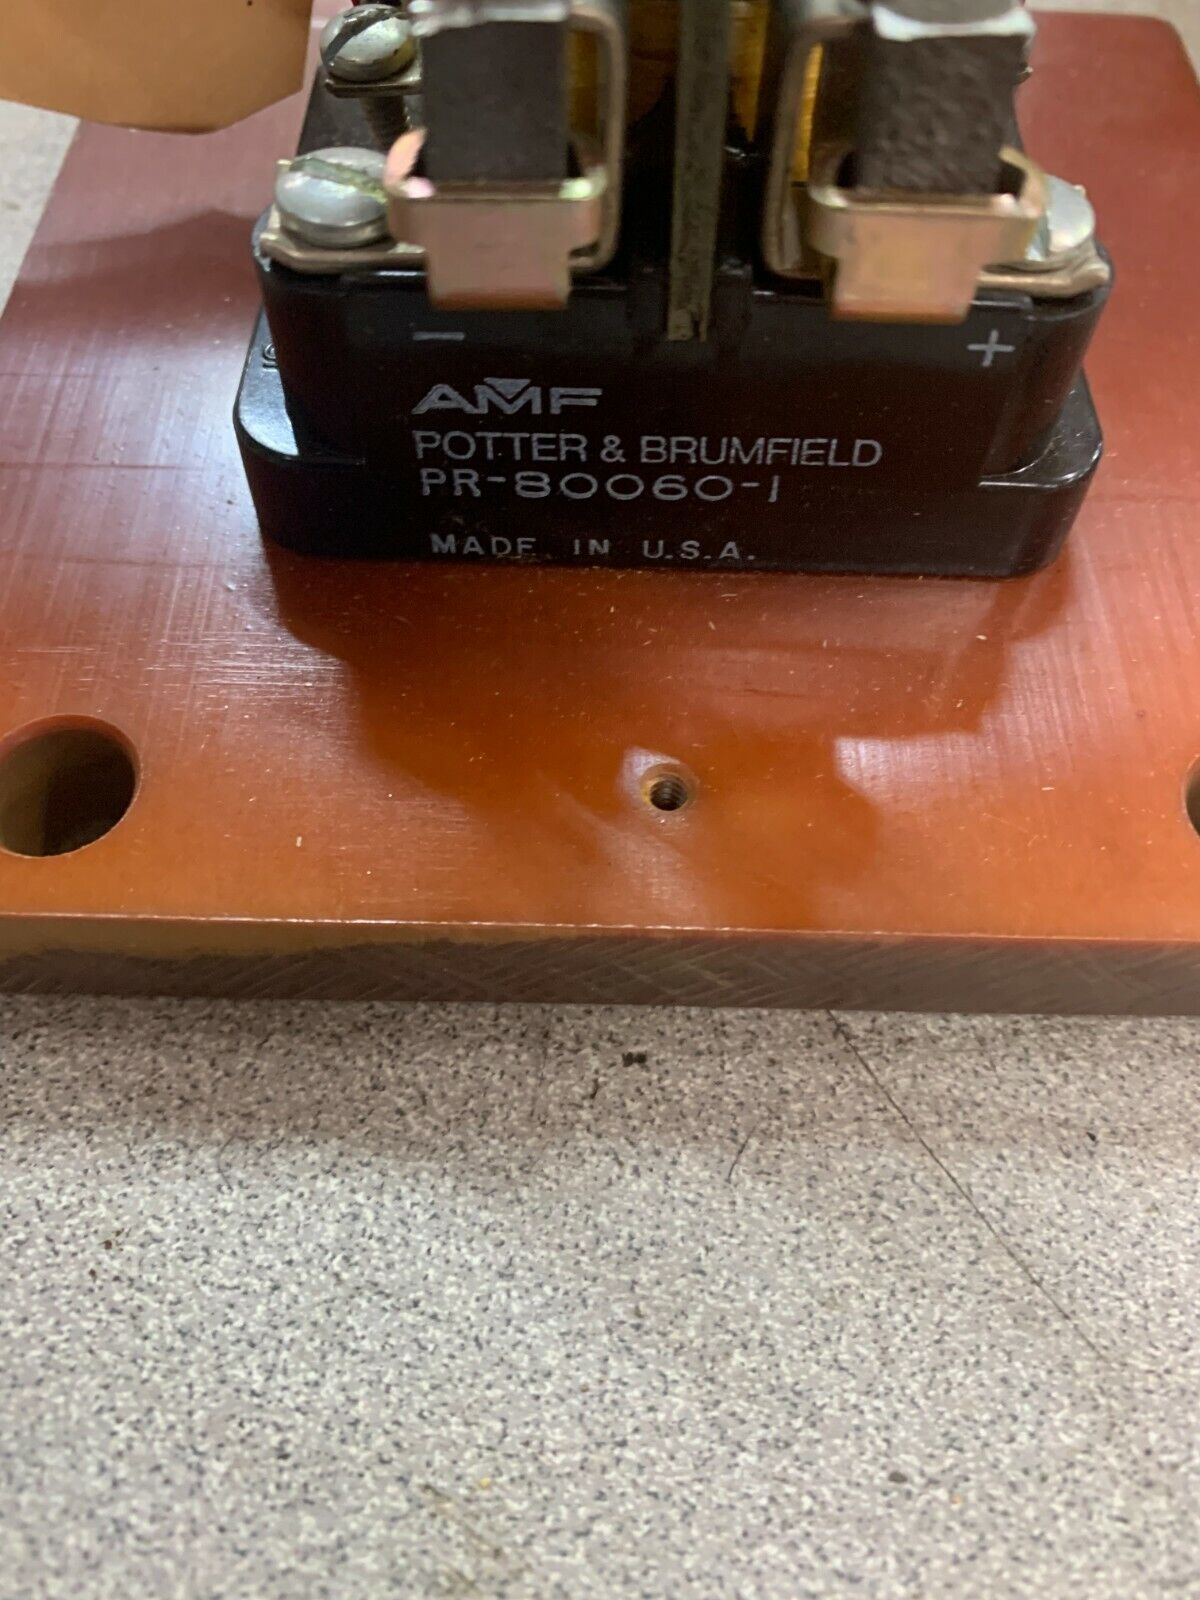 - +
AMF
POTTER & BRUMFIELD
PR-80060-1
MADE IN U.S.A.